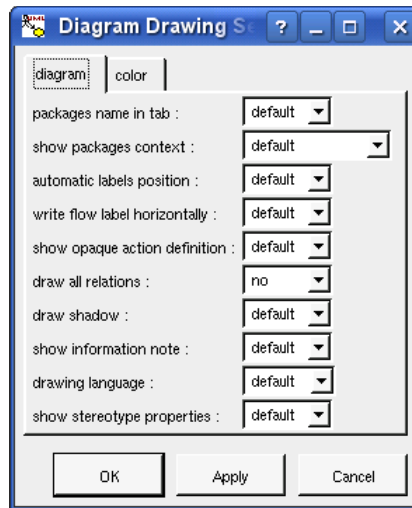 Diagram Drawing Se
diagram color
packages name in tab : default
show packages context : default
automatic labels position : default
write flow label horizontally : default
show opaque action definition : default
draw all relations : no
draw shadow : default
show information note : default
drawing language : default
show stereotype properties : default
OK Apply Cancel